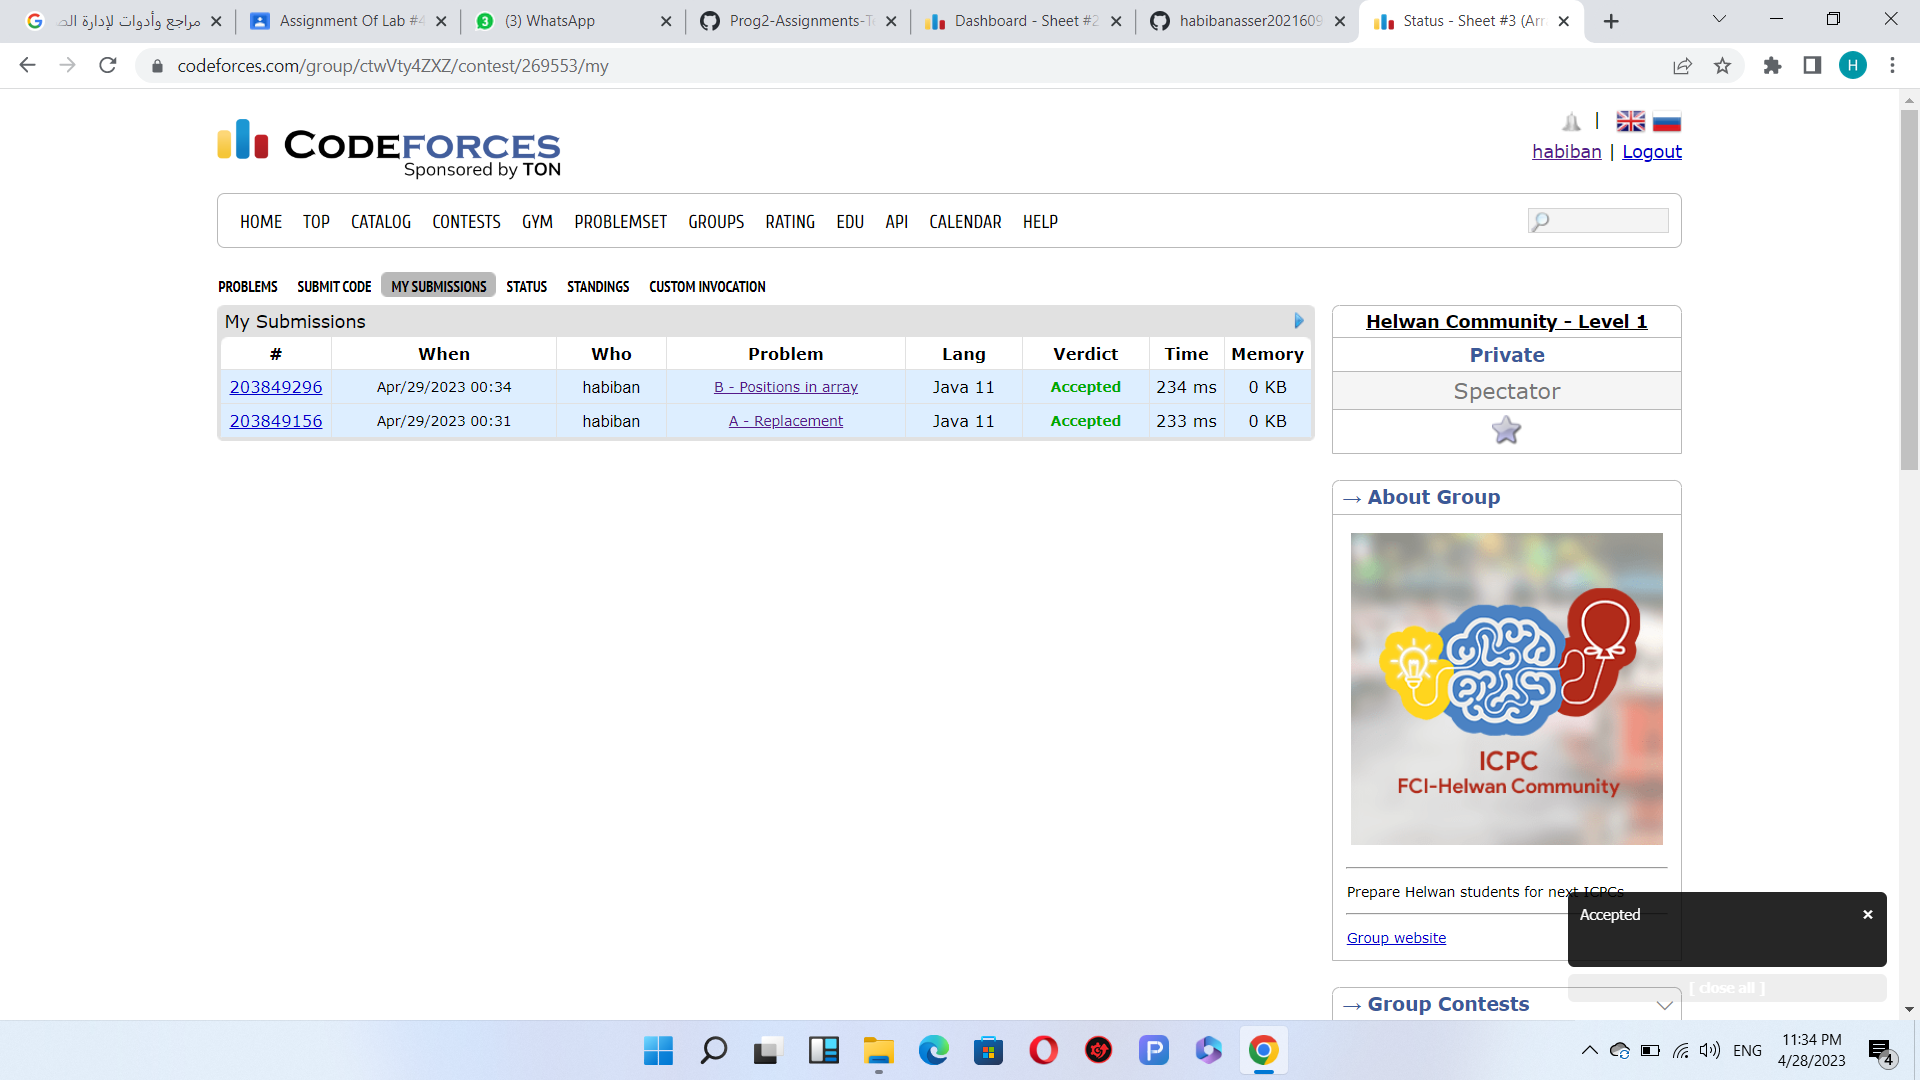 مراجع وأدوات لإدارة الص
Assignment Of Lab #4
(3) WhatsApp
Prog2-Assignments-T
Dashboard - Sheet #2
habibanasser2021609
Status - Sheet #3 (Arr
codeforces.com/group/ctwVty4ZXZ/contest/269553/my
H
CODEFORCES
Sponsored by TON
habiban | Logout
HOME TOP CATALOG CONTESTS GYM PROBLEMSET GROUPS RATING EDU API CALENDAR HELP
PROBLEMS SUBMIT CODE MY SUBMISSIONS STATUS STANDINGS CUSTOM INVOCATION
My Submissions
# When Who Problem Lang Verdict Time Memory
203849296 Apr/29/2023 00:34 habiban B - Positions in array Java 11 Accepted 234 ms 0 KB
203849156 Apr/29/2023 00:31 habiban A - Replacement Java 11 Accepted 233 ms 0 KB
Helwan Community - Level 1
Private
Spectator
→ About Group
ICPC
FCI-Helwan Community
Prepare Helwan students for next ICPCs
Group website
→ Group Contests
Accepted
[ close all ]
ENG
11:34 PM
4/28/2023
4